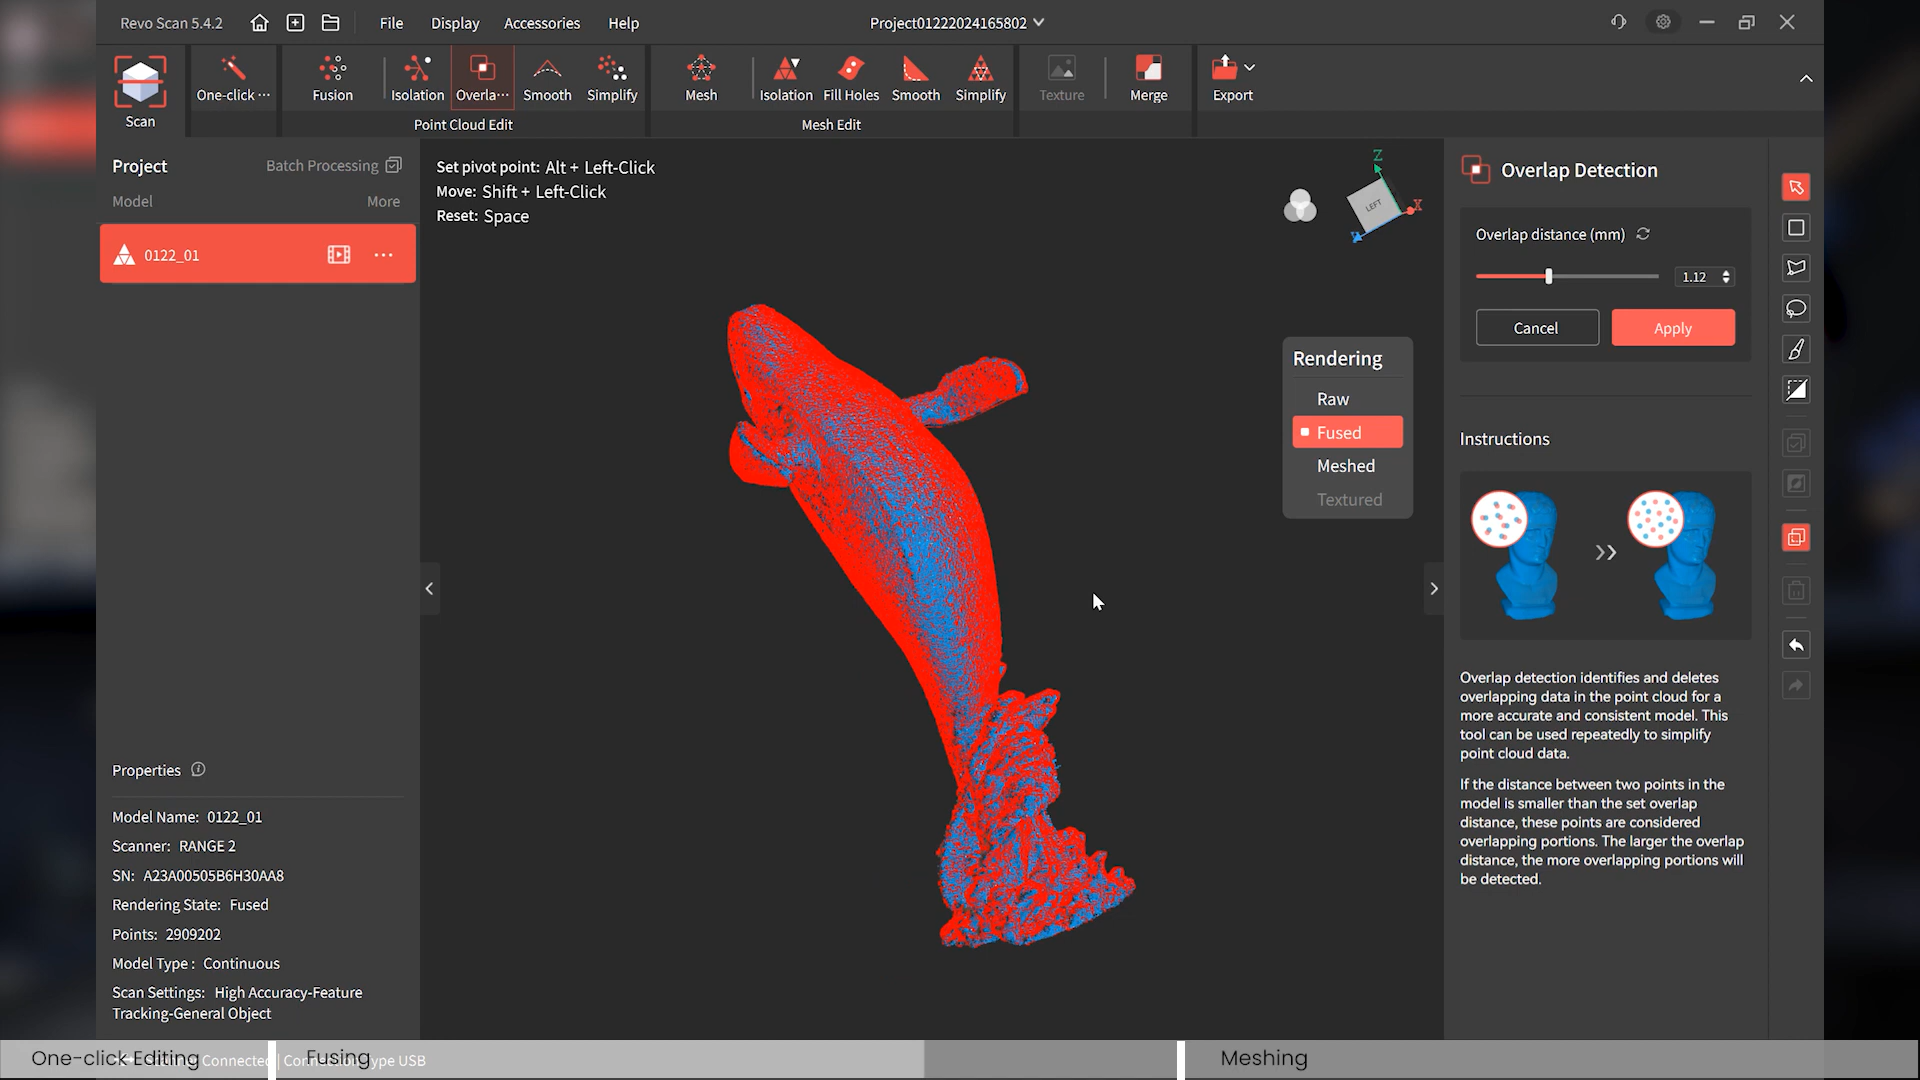 Revo Scan 5.4.2
File
Display
Accessories
Help
Project01222024165802
Scan
One-click ···
Fusion
Isolation
Overla···
Smooth
Simplify
Point Cloud Edit
Mesh
Isolation
Fill Holes
Smooth
Simplify
Mesh Edit
Texture
Merge
Export
Project
Batch Processing
Model
More
0122_01
Set pivot point: Alt + Left-Click
Move: Shift + Left-Click
Reset: Space
Z
LEFT
X
Y
Rendering
Raw
Fused
Meshed
Textured
Overlap Detection
Overlap distance (mm)
1.12
Cancel
Apply
Instructions
Overlap detection identifies and deletes
overlapping data in the point cloud for a
more accurate and consistent model. This
tool can be used repeatedly to simplify
point cloud data.
If the distance between two points in the
model is smaller than the set overlap
distance, these points are considered
overlapping portions. The larger the overlap
distance, the more overlapping portions will
be detected.
Properties
Model Name: 0122_01
Scanner: RANGE 2
SN: A23A00505B6H30AA8
Rendering State: Fused
Points: 2909202
Model Type : Continuous
Scan Settings: High Accuracy-Feature
Tracking-General Object
One-click Editing
Connected
Fusing
Type USB
Meshing